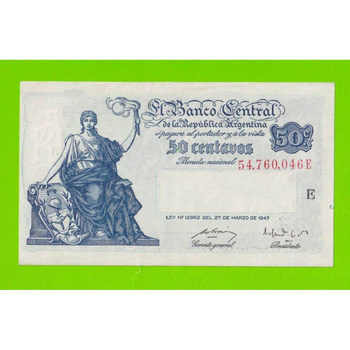 El Banco Central
de la República Argentina
pagará al portador y a la vista
50 centavos
50c
Moneda nacional
54.760.046E
E
LEY Nº 12962 DEL 27 DE MARZO DE 1947
Gerente general
Presidente